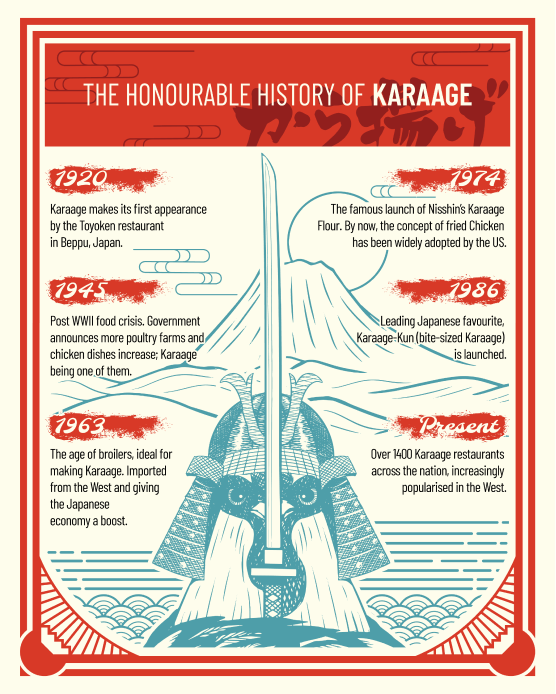 THE HONOURABLE HISTORY OF KARAAGE
から揚げ
1920
Karaage makes its first appearance
by the Toyoken restaurant
in Beppu, Japan.
1945
Post WWII food crisis. Government
announces more poultry farms and
chicken dishes increase; Karaage
being one of them.
1963
The age of broilers, ideal for
making Karaage. Imported
from the West and giving
the Japanese
economy a boost.
1974
The famous launch of Nisshin's Karaage
Flour. By now, the concept of fried Chicken
has been widely adopted by the US.
1986
Leading Japanese favourite,
Karaage-Kun (bite-sized Karaage)
is launched.
Present
Over 1400 Karaage restaurants
across the nation, increasingly
popularised in the West.